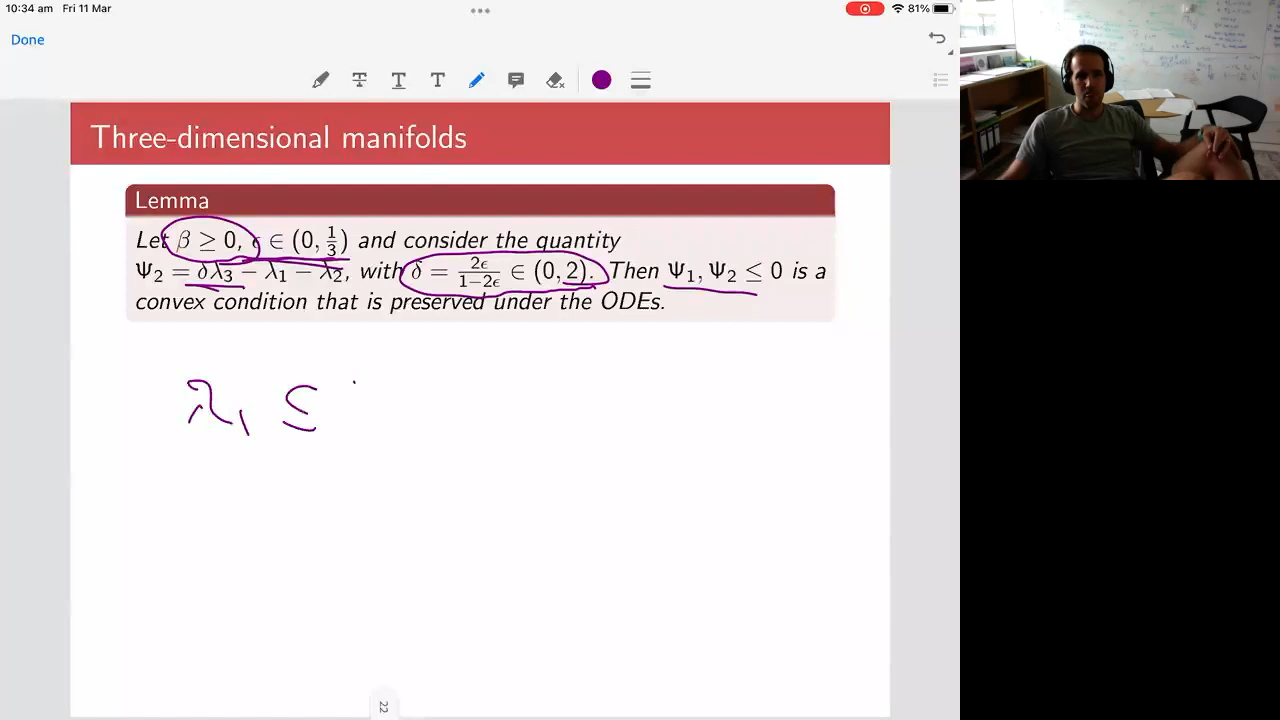 10:34 am Fri 11 Mar
81%
Done
Three-dimensional manifolds
Lemma
Let β ≥ 0, ϵ ∈ (0, 1/3) and consider the quantity
Ψ₂ = δλ₃ − λ₁ − λ₂, with δ = 2ϵ/(1−2ϵ) ∈ (0, 2). Then Ψ₁, Ψ₂ ≤ 0 is a
convex condition that is preserved under the ODEs.
λ₁ ≤
22